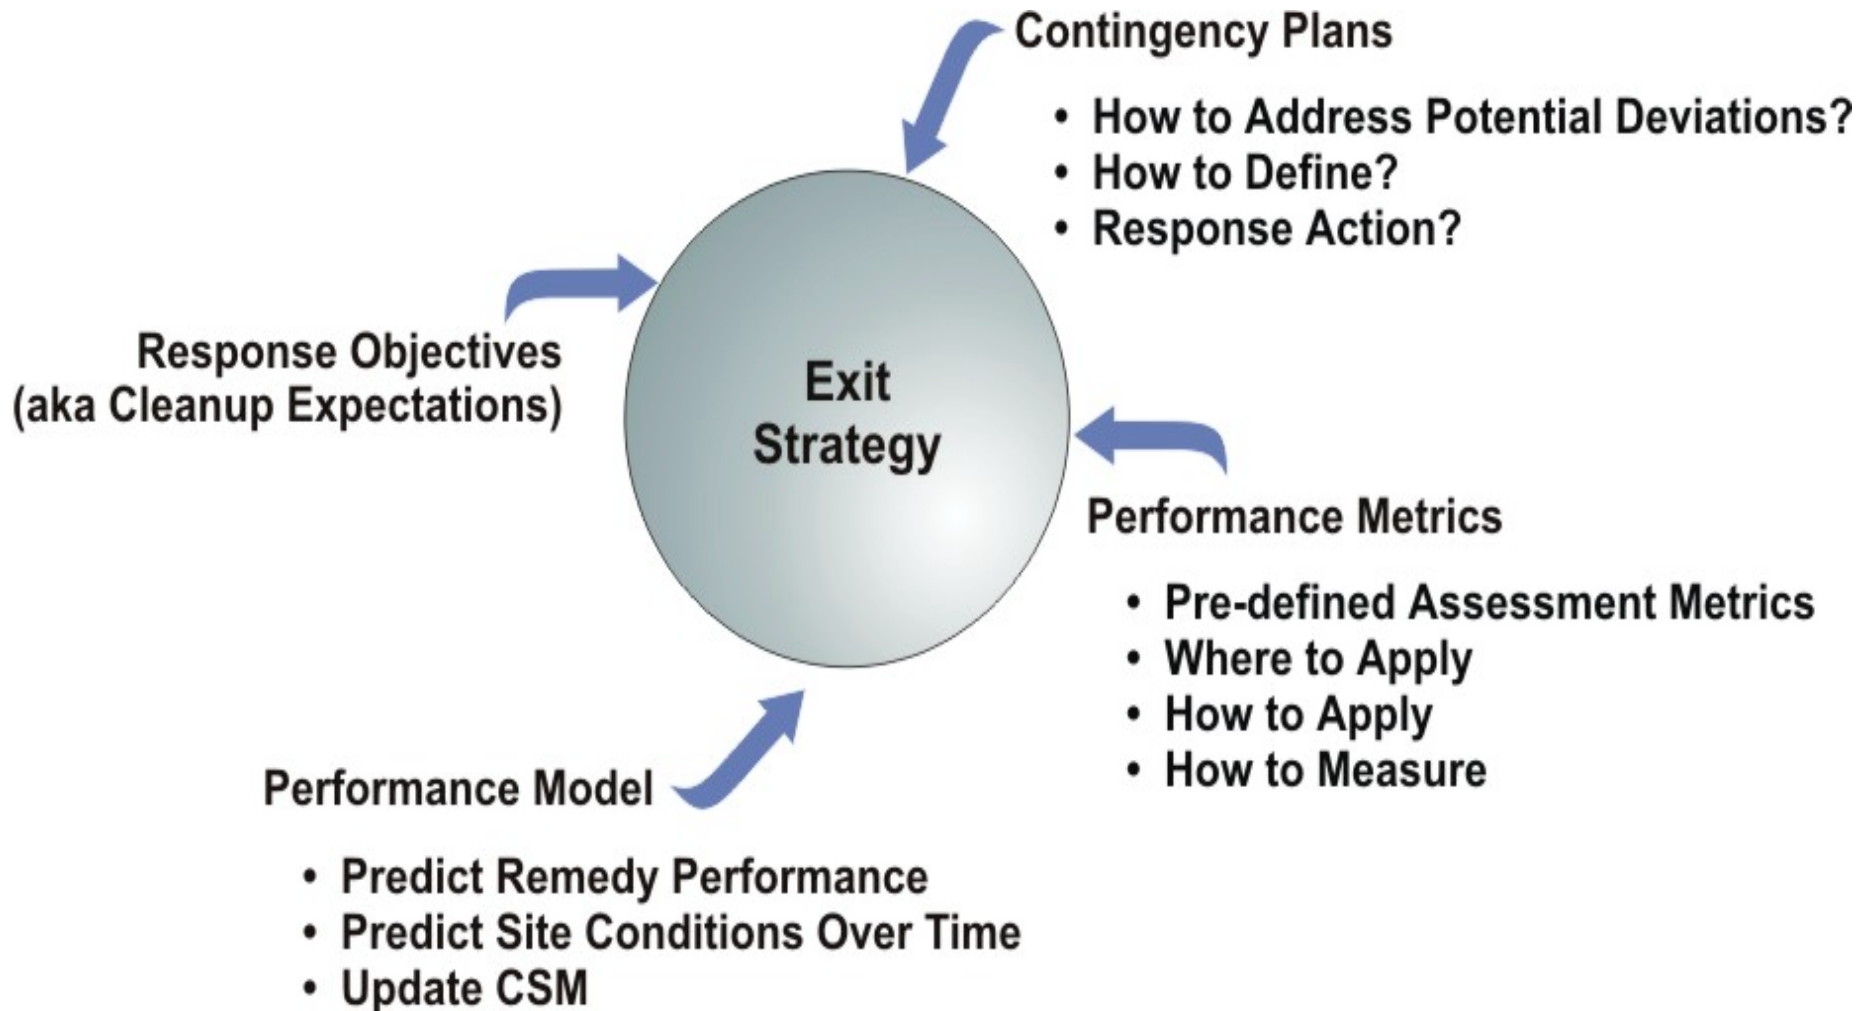 Contingency Plans
• How to Address Potential Deviations?
• How to Define?
• Response Action?
Response Objectives
(aka Cleanup Expectations)
Exit
Strategy
Performance Metrics
• Pre-defined Assessment Metrics
• Where to Apply
• How to Apply
• How to Measure
Performance Model
• Predict Remedy Performance
• Predict Site Conditions Over Time
• Update CSM